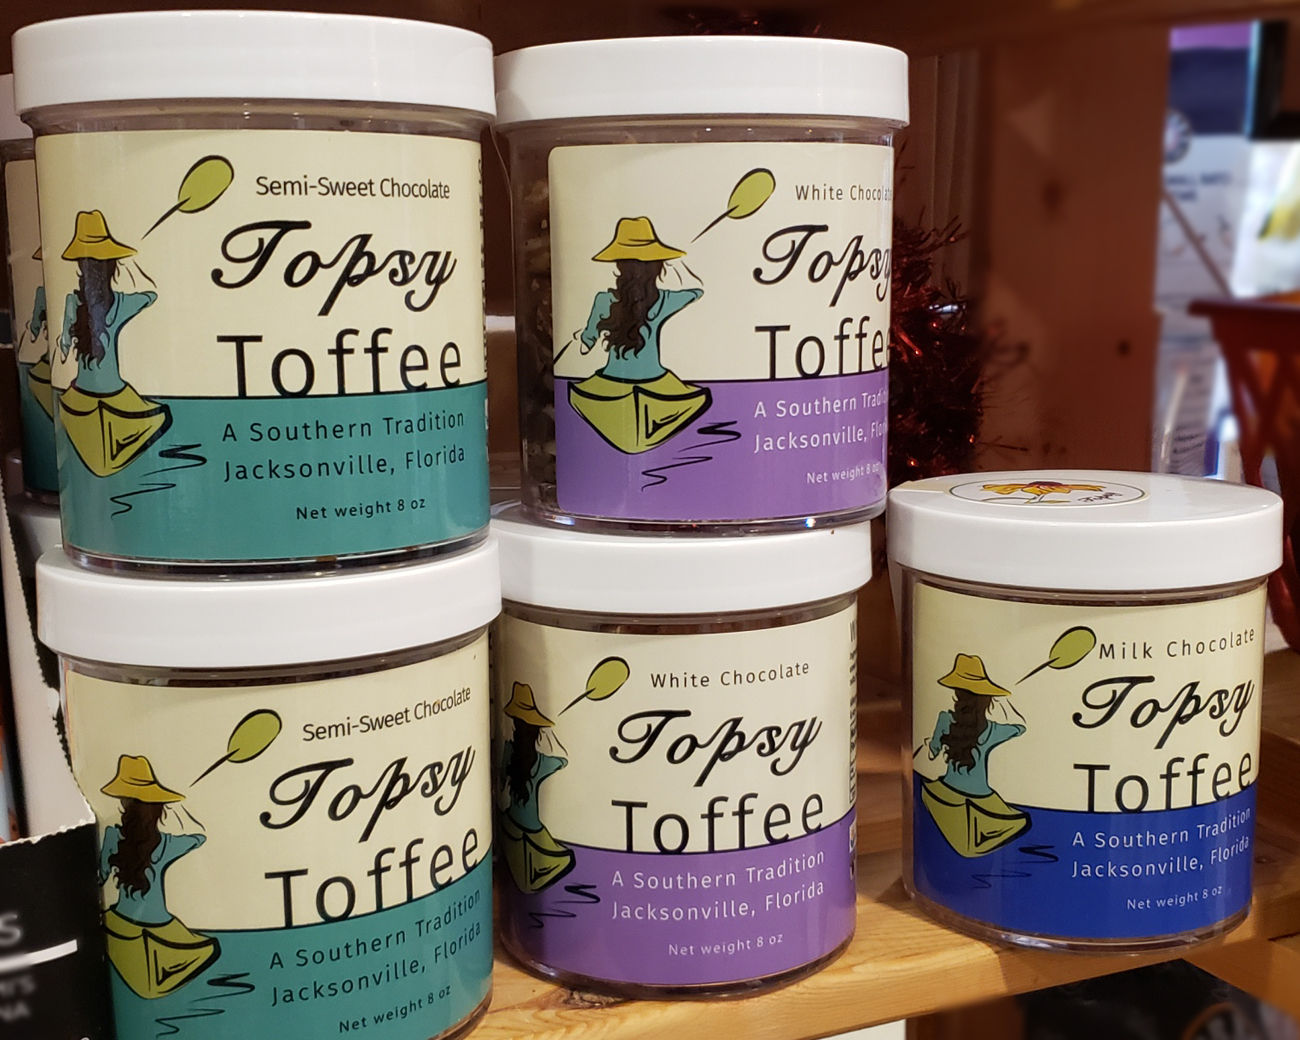 Semi-Sweet Chocolate
Topsy
Toffee
A Southern Tradition
Jacksonville, Florida
Net weight 8 oz
White Chocolate
Topsy
Toffee
A Southern Tradition
Jacksonville, Florida
Net weight 8 oz
Semi-Sweet Chocolate
Topsy
Toffee
A Southern Tradition
Jacksonville, Florida
Net weight 8 oz
White Chocolate
Topsy
Toffee
A Southern Tradition
Jacksonville, Florida
Net weight 8 oz
Milk Chocolate
Topsy
Toffee
A Southern Tradition
Jacksonville, Florida
Net weight 8 oz